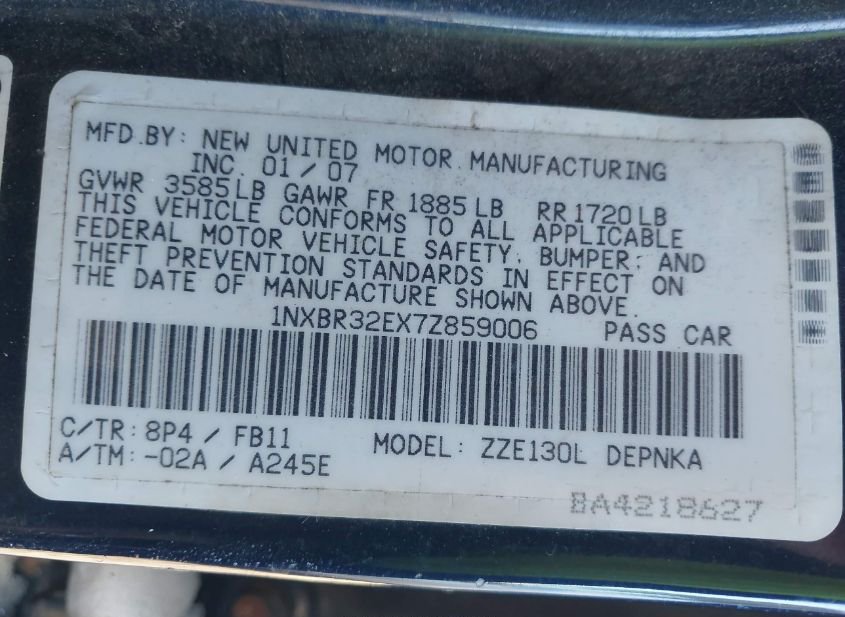 MFD.BY: NEW UNITED MOTOR MANUFACTURING
INC. 01/07
GVWR 3585LB GAWR FR 1885LB RR1720LB
THIS VEHICLE CONFORMS TO ALL APPLICABLE
FEDERAL MOTOR VEHICLE SAFETY, BUMPER, AND
THEFT PREVENTION STANDARDS IN EFFECT ON
THE DATE OF MANUFACTURE SHOWN ABOVE.
1NXBR32EX7Z859006 PASS CAR
C/TR: 8P4 / FB11 MODEL: ZZE130L DEPNKA
A/TM: -02A / A245E
BA4218627